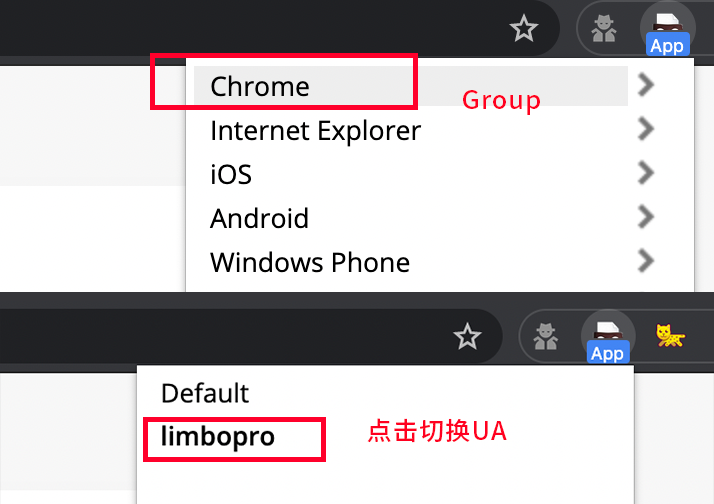 App
Chrome
Group
Internet Explorer
iOS
Android
Windows Phone
App
Default
limbopro
点击切换UA